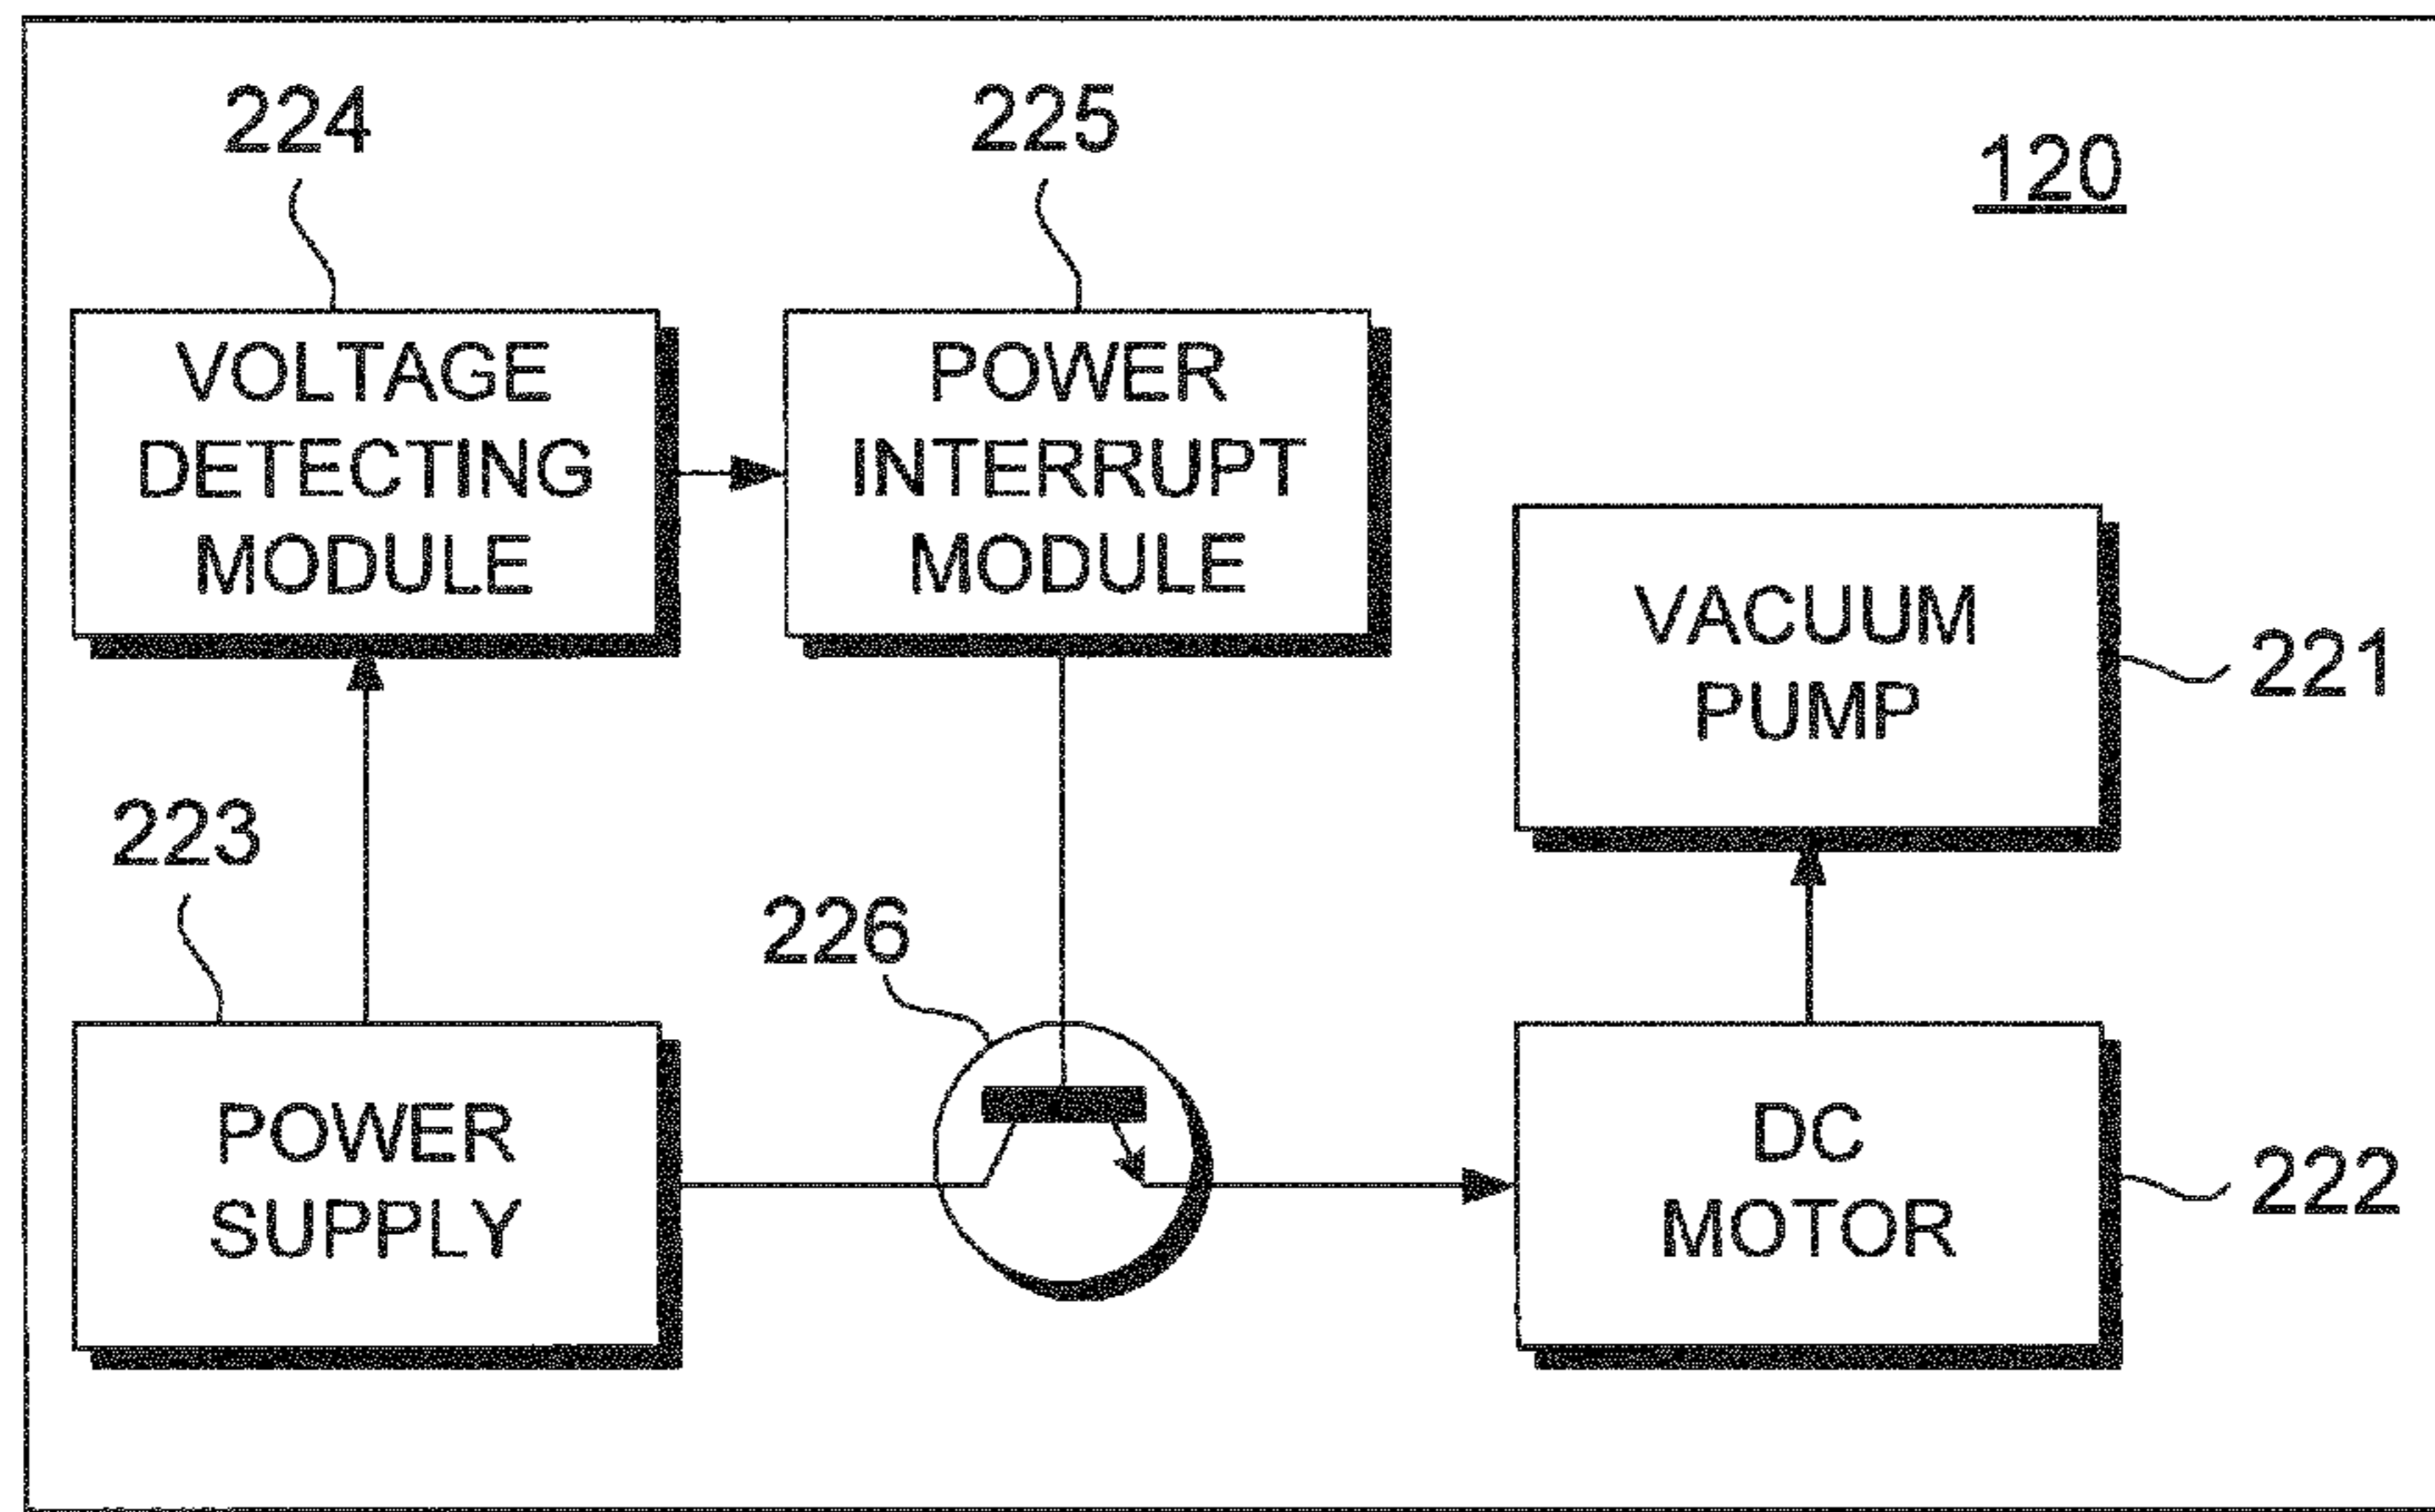 224
225
120
VOLTAGE
DETECTING
MODULE
POWER
INTERRUPT
MODULE
VACUUM
PUMP
221
223
226
POWER
SUPPLY
DC
MOTOR
222